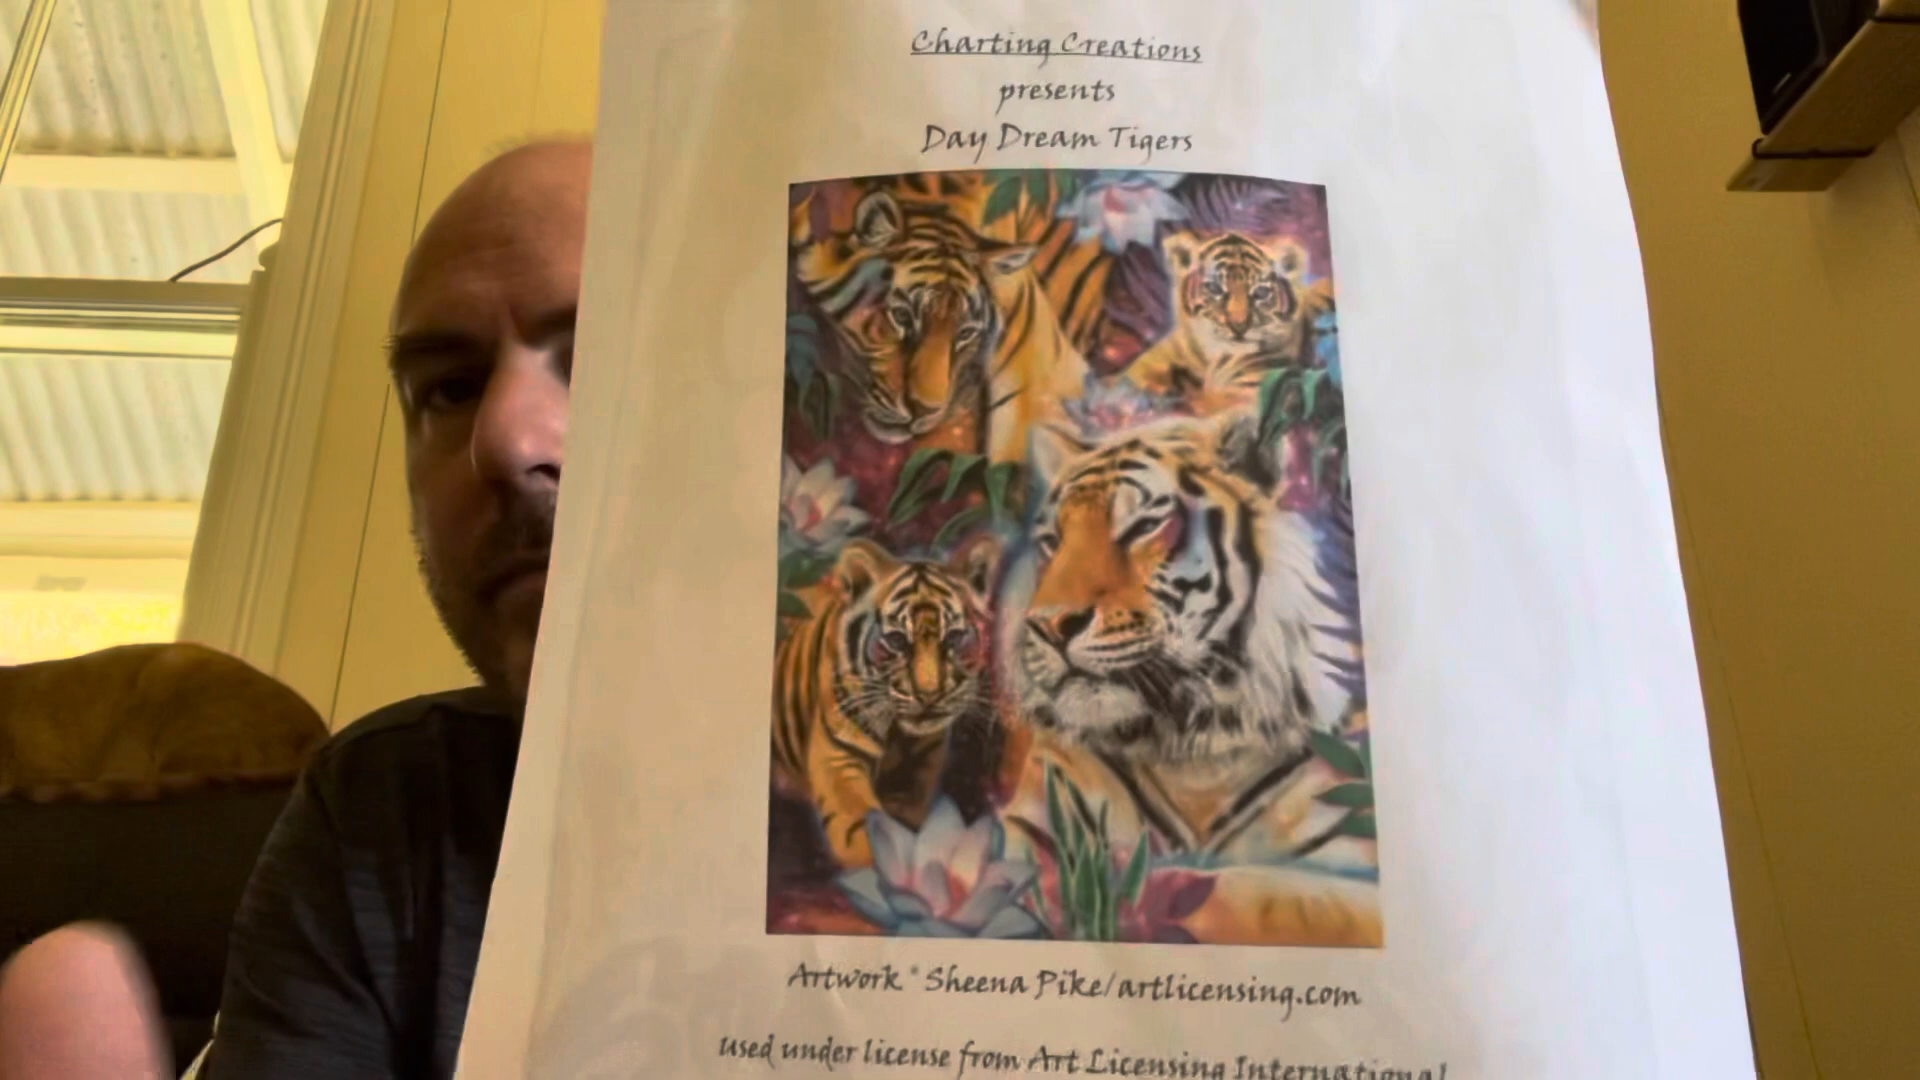 Charting Creations
presents
Day Dream Tigers
Artwork © Sheena Pike/artlicensing.com
used under license from Art Licensing International